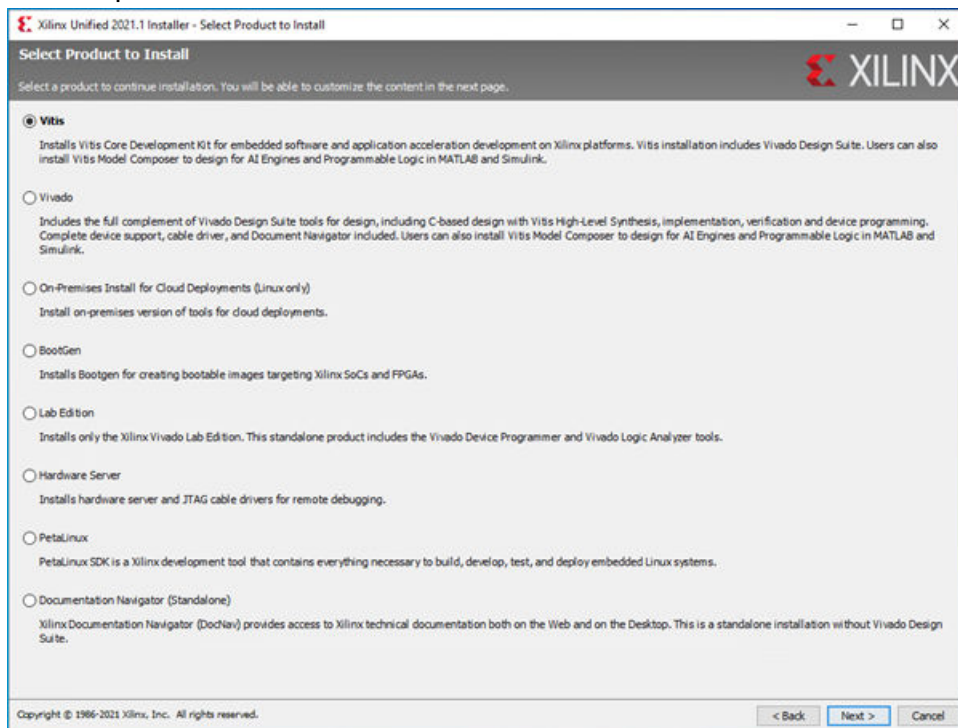 Xilinx Unified 2021.1 Installer - Select Product to Install
Select Product to Install
XILINX
Select a product to continue installation. You will be able to customize the content in the next page.
Vitis
Installs Vitis Core Development Kit for embedded software and application acceleration development on Xilinx platforms. Vitis installation includes Vivado Design Suite. Users can also
install Vitis Model Composer to design for AI Engines and Programmable Logic in MATLAB and Simulink.
Vivado
Includes the full complement of Vivado Design Suite tools for design, including C-based design with Vitis High-Level Synthesis, implementation, verification and device programming.
Complete device support, cable driver, and Document Navigator included. Users can also install Vitis Model Composer to design for AI Engines and Programmable Logic in MATLAB and
Simulink.
On-Premises Install for Cloud Deployments (Linux only)
Install on-premises version of tools for cloud deployments.
BootGen
Installs Bootgen for creating bootable images targeting Xilinx SoCs and FPGAs.
Lab Edition
Installs only the Xilinx Vivado Lab Edition. This standalone product includes the Vivado Device Programmer and Vivado Logic Analyzer tools.
Hardware Server
Installs hardware server and JTAG cable drivers for remote debugging.
PetaLinux
PetaLinux SDK is a Xilinx development tool that contains everything necessary to build, develop, test, and deploy embedded Linux systems.
Documentation Navigator (Standalone)
Xilinx Documentation Navigator (DocNav) provides access to Xilinx technical documentation both on the Web and on the Desktop. This is a standalone installation without Vivado Design
Suite.
Copyright © 1986-2021 Xilinx, Inc. All rights reserved.
< Back Next > Cancel